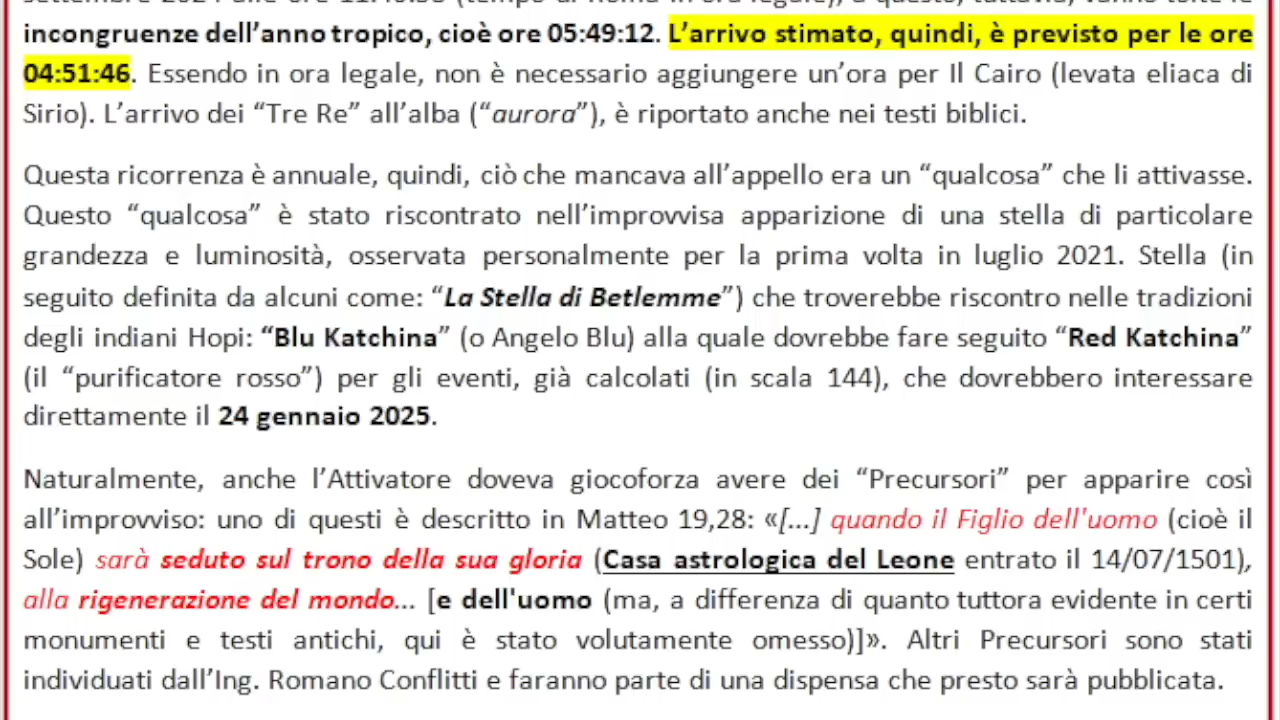 incongruenze dell’anno tropico, cioè ore 05:49:12. L’arrivo stimato, quindi, è previsto per le ore
04:51:46. Essendo in ora legale, non è necessario aggiungere un’ora per Il Cairo (levata eliaca di
Sirio). L’arrivo dei “Tre Re” all’alba (“aurora”), è riportato anche nei testi biblici.
Questa ricorrenza è annuale, quindi, ciò che mancava all’appello era un “qualcosa” che li attivasse.
Questo “qualcosa” è stato riscontrato nell’improvvisa apparizione di una stella di particolare
grandezza e luminosità, osservata personalmente per la prima volta in luglio 2021. Stella (in
seguito definita da alcuni come: “La Stella di Betlemme”) che troverebbe riscontro nelle tradizioni
degli indiani Hopi: “Blu Katchina” (o Angelo Blu) alla quale dovrebbe fare seguito “Red Katchina”
(il “purificatore rosso”) per gli eventi, già calcolati (in scala 144), che dovrebbero interessare
direttamente il 24 gennaio 2025.
Naturalmente, anche l’Attivatore doveva giocoforza avere dei “Precursori” per apparire così
all’improvviso: uno di questi è descritto in Matteo 19,28: «[...] quando il Figlio dell'uomo (cioè il
Sole) sarà seduto sul trono della sua gloria (Casa astrologica del Leone entrato il 14/07/1501),
alla rigenerazione del mondo... [e dell'uomo (ma, a differenza di quanto tuttora evidente in certi
monumenti e testi antichi, qui è stato volutamente omesso)]». Altri Precursori sono stati
individuati dall’Ing. Romano Conflitti e faranno parte di una dispensa che presto sarà pubblicata.